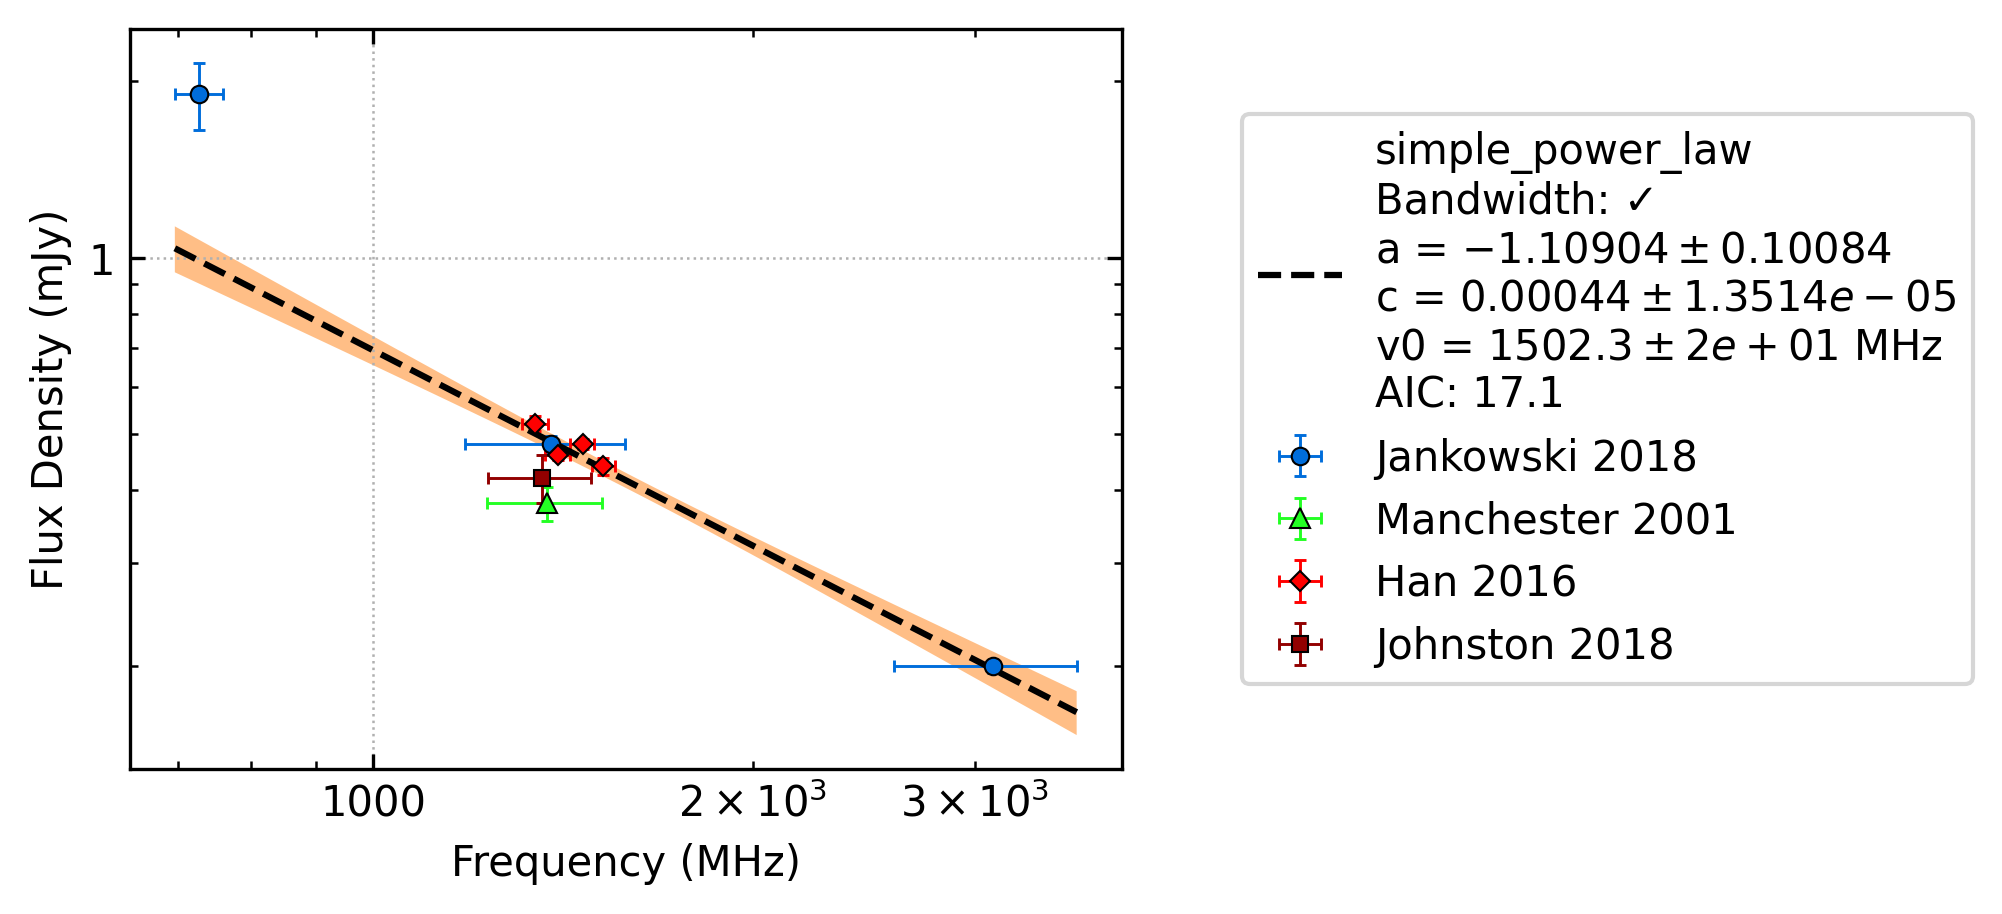 Flux Density (mJy)
1
1000
2 × 10³
3 × 10³
Frequency (MHz)
simple_power_law
Bandwidth: ✓
a = −1.10904 ± 0.10084
c = 0.00044 ± 1.3514e − 05
v0 = 1502.3 ± 2e + 01 MHz
AIC: 17.1
Jankowski 2018
Manchester 2001
Han 2016
Johnston 2018